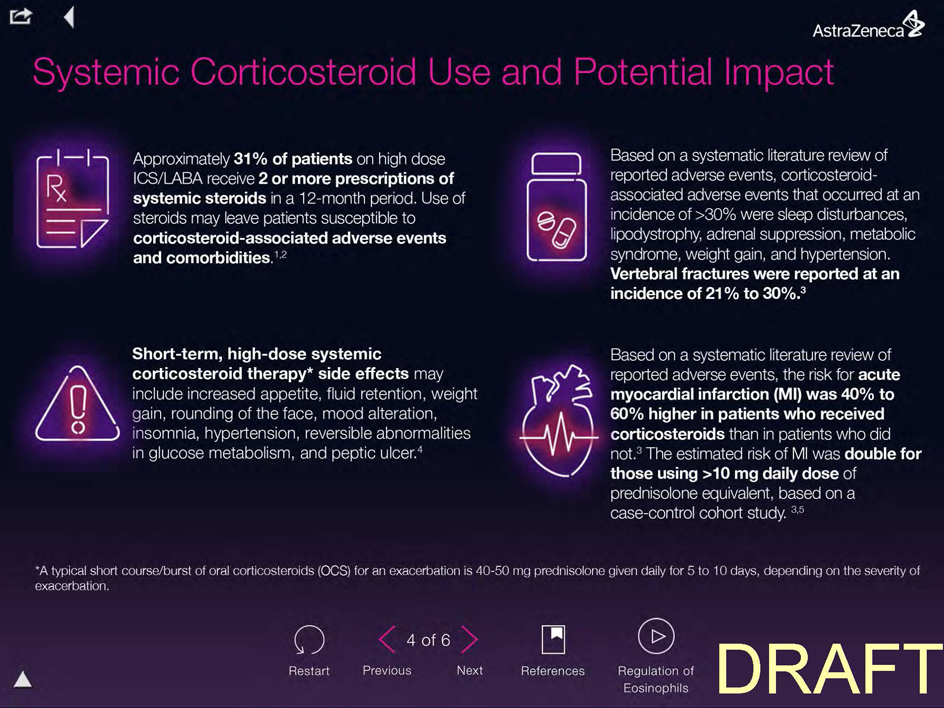 AstraZeneca
Systemic Corticosteroid Use and Potential Impact
Rx
Approximately 31% of patients on high dose
ICS/LABA receive 2 or more prescriptions of
systemic steroids in a 12-month period. Use of
steroids may leave patients susceptible to
corticosteroid-associated adverse events
and comorbidities.1,2
Based on a systematic literature review of
reported adverse events, corticosteroid-
associated adverse events that occurred at an
incidence of >30% were sleep disturbances,
lipodystrophy, adrenal suppression, metabolic
syndrome, weight gain, and hypertension.
Vertebral fractures were reported at an
incidence of 21% to 30%.3
Short-term, high-dose systemic
corticosteroid therapy* side effects may
include increased appetite, fluid retention, weight
gain, rounding of the face, mood alteration,
insomnia, hypertension, reversible abnormalities
in glucose metabolism, and peptic ulcer.4
Based on a systematic literature review of
reported adverse events, the risk for acute
myocardial infarction (MI) was 40% to
60% higher in patients who received
corticosteroids than in patients who did
not.3 The estimated risk of MI was double for
those using >10 mg daily dose of
prednisolone equivalent, based on a
case-control cohort study. 3,5
*A typical short course/burst of oral corticosteroids (OCS) for an exacerbation is 40-50 mg prednisolone given daily for 5 to 10 days, depending on the severity of
exacerbation.
4 of 6
Restart
Previous
Next
References
Regulation of
Eosinophils
DRAFT